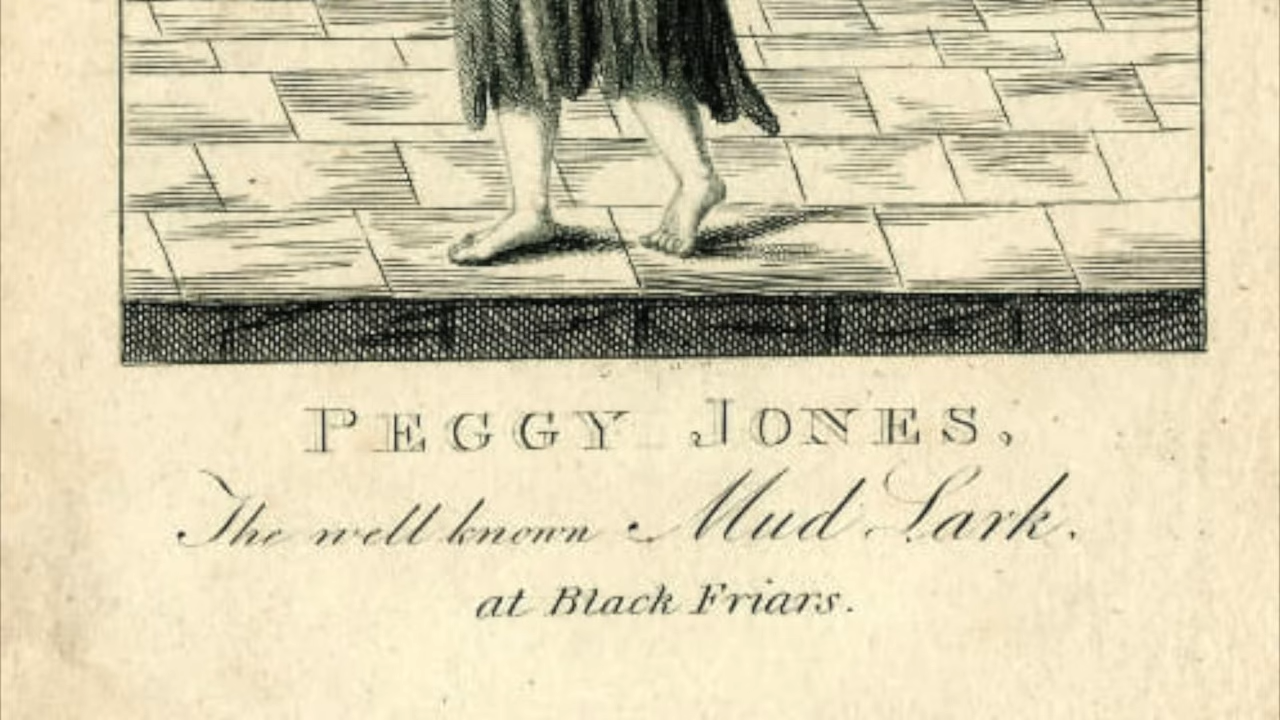 PEGGY JONES,
The well known Mud Lark.
at Black Friars.